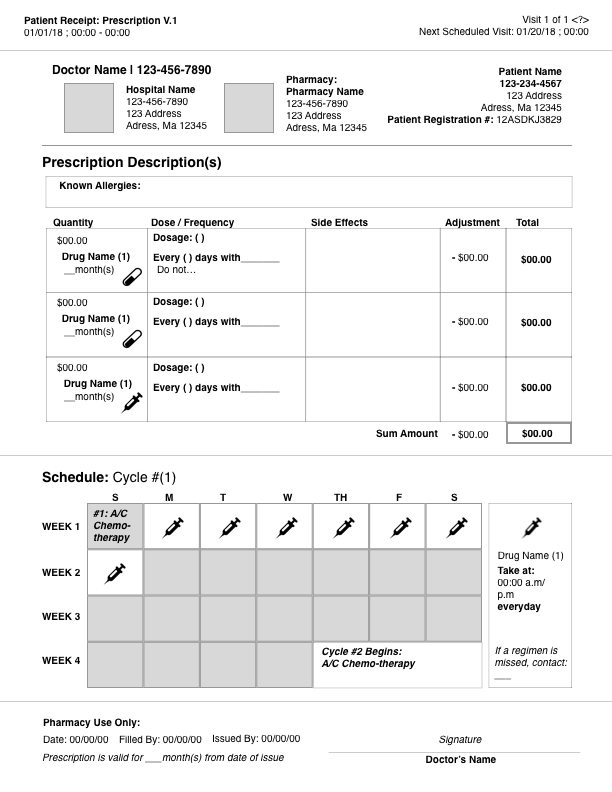 Patient Receipt: Prescription V.1
01/01/18 ; 00:00 - 00:00
Visit 1 of 1 <?>
Next Scheduled Visit: 01/20/18 ; 00:00
Doctor Name | 123-456-7890
Hospital Name
123-456-7890
123 Address
Adress, Ma 12345
Pharmacy:
Pharmacy Name
123-456-7890
123 Address
Adress, Ma 12345
Patient Name
123-234-4567
123 Address
Adress, Ma 12345
Patient Registration #: 12ASDKJ3829
Prescription Description(s)
Known Allergies:
Quantity Dose / Frequency Side Effects Adjustment Total
$00.00
Drug Name (1)
__month(s)
Dosage: ( )
Every ( ) days with_______
Do not…
- $00.00
$00.00
$00.00
Drug Name (1)
__month(s)
Dosage: ( )
Every ( ) days with_______
- $00.00
$00.00
$00.00
Drug Name (1)
__month(s)
Dosage: ( )
Every ( ) days with_______
- $00.00
$00.00
Sum Amount - $00.00 $00.00
Schedule: Cycle #(1)
S M T W TH F S
WEEK 1
#1: A/C
Chemo-
therapy
WEEK 2
WEEK 3
WEEK 4
Cycle #2 Begins:
A/C Chemo-therapy
Drug Name (1)
Take at:
00:00 a.m/
p.m
everyday
If a regimen is
missed, contact:
___
Pharmacy Use Only:
Date: 00/00/00 Filled By: 00/00/00 Issued By: 00/00/00
Prescription is valid for ___month(s) from date of issue
Signature
Doctor's Name